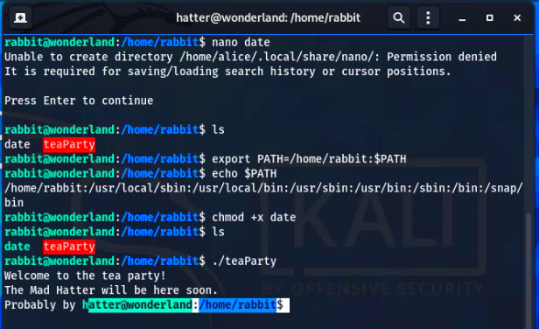 hatter@wonderland: /home/rabbit
rabbit@wonderland:/home/rabbit$ nano date
Unable to create directory /home/alice/.local/share/nano/: Permission denied
It is required for saving/loading search history or cursor positions.
Press Enter to continue
rabbit@wonderland:/home/rabbit$ ls
date  teaParty
rabbit@wonderland:/home/rabbit$ export PATH=/home/rabbit:$PATH
rabbit@wonderland:/home/rabbit$ echo $PATH
/home/rabbit:/usr/local/sbin:/usr/local/bin:/usr/sbin:/usr/bin:/sbin:/bin:/snap/
bin
rabbit@wonderland:/home/rabbit$ chmod +x date
rabbit@wonderland:/home/rabbit$ ls
date  teaParty
rabbit@wonderland:/home/rabbit$ ./teaParty
Welcome to the tea party!
The Mad Hatter will be here soon.
Probably by hatter@wonderland:/home/rabbit$
KALI
BY OFFENSIVE SECURITY